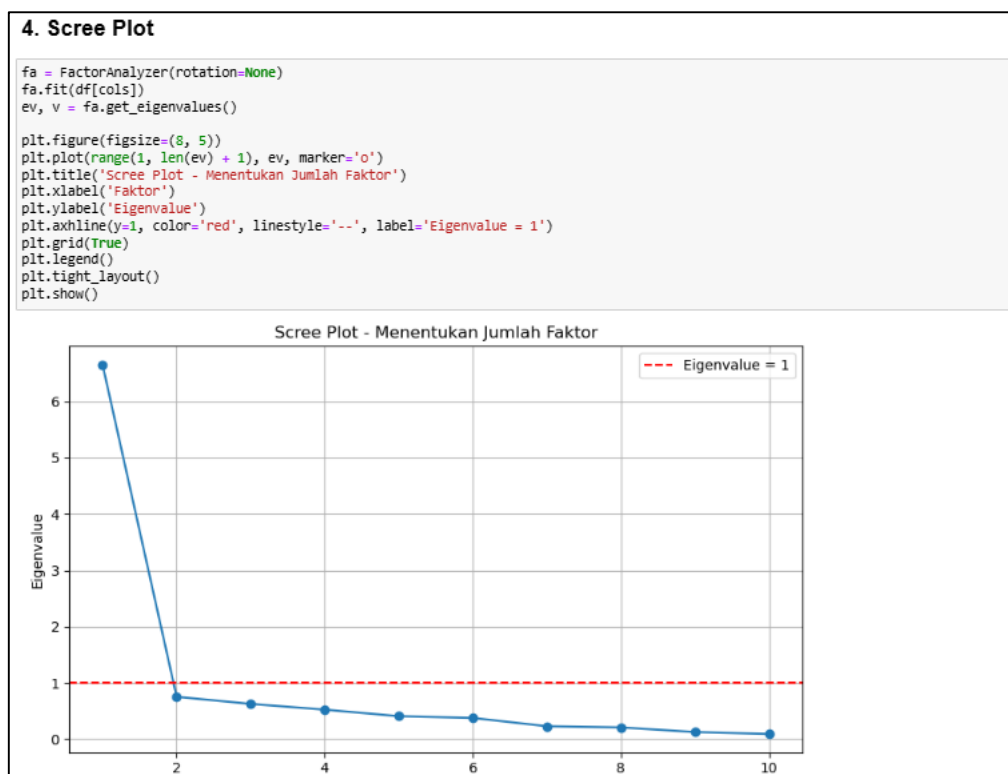 4. Scree Plot
fa = FactorAnalyzer(rotation=None)
fa.fit(df[cols])
ev, v = fa.get_eigenvalues()
plt.figure(figsize=(8, 5))
plt.plot(range(1, len(ev) + 1), ev, marker='o')
plt.title('Scree Plot - Menentukan Jumlah Faktor')
plt.xlabel('Faktor')
plt.ylabel('Eigenvalue')
plt.axhline(y=1, color='red', linestyle='--', label='Eigenvalue = 1')
plt.grid(True)
plt.legend()
plt.tight_layout()
plt.show()
Scree Plot - Menentukan Jumlah Faktor
Eigenvalue = 1
6
5
4
3
2
1
0
Eigenvalue
2 4 6 8 10